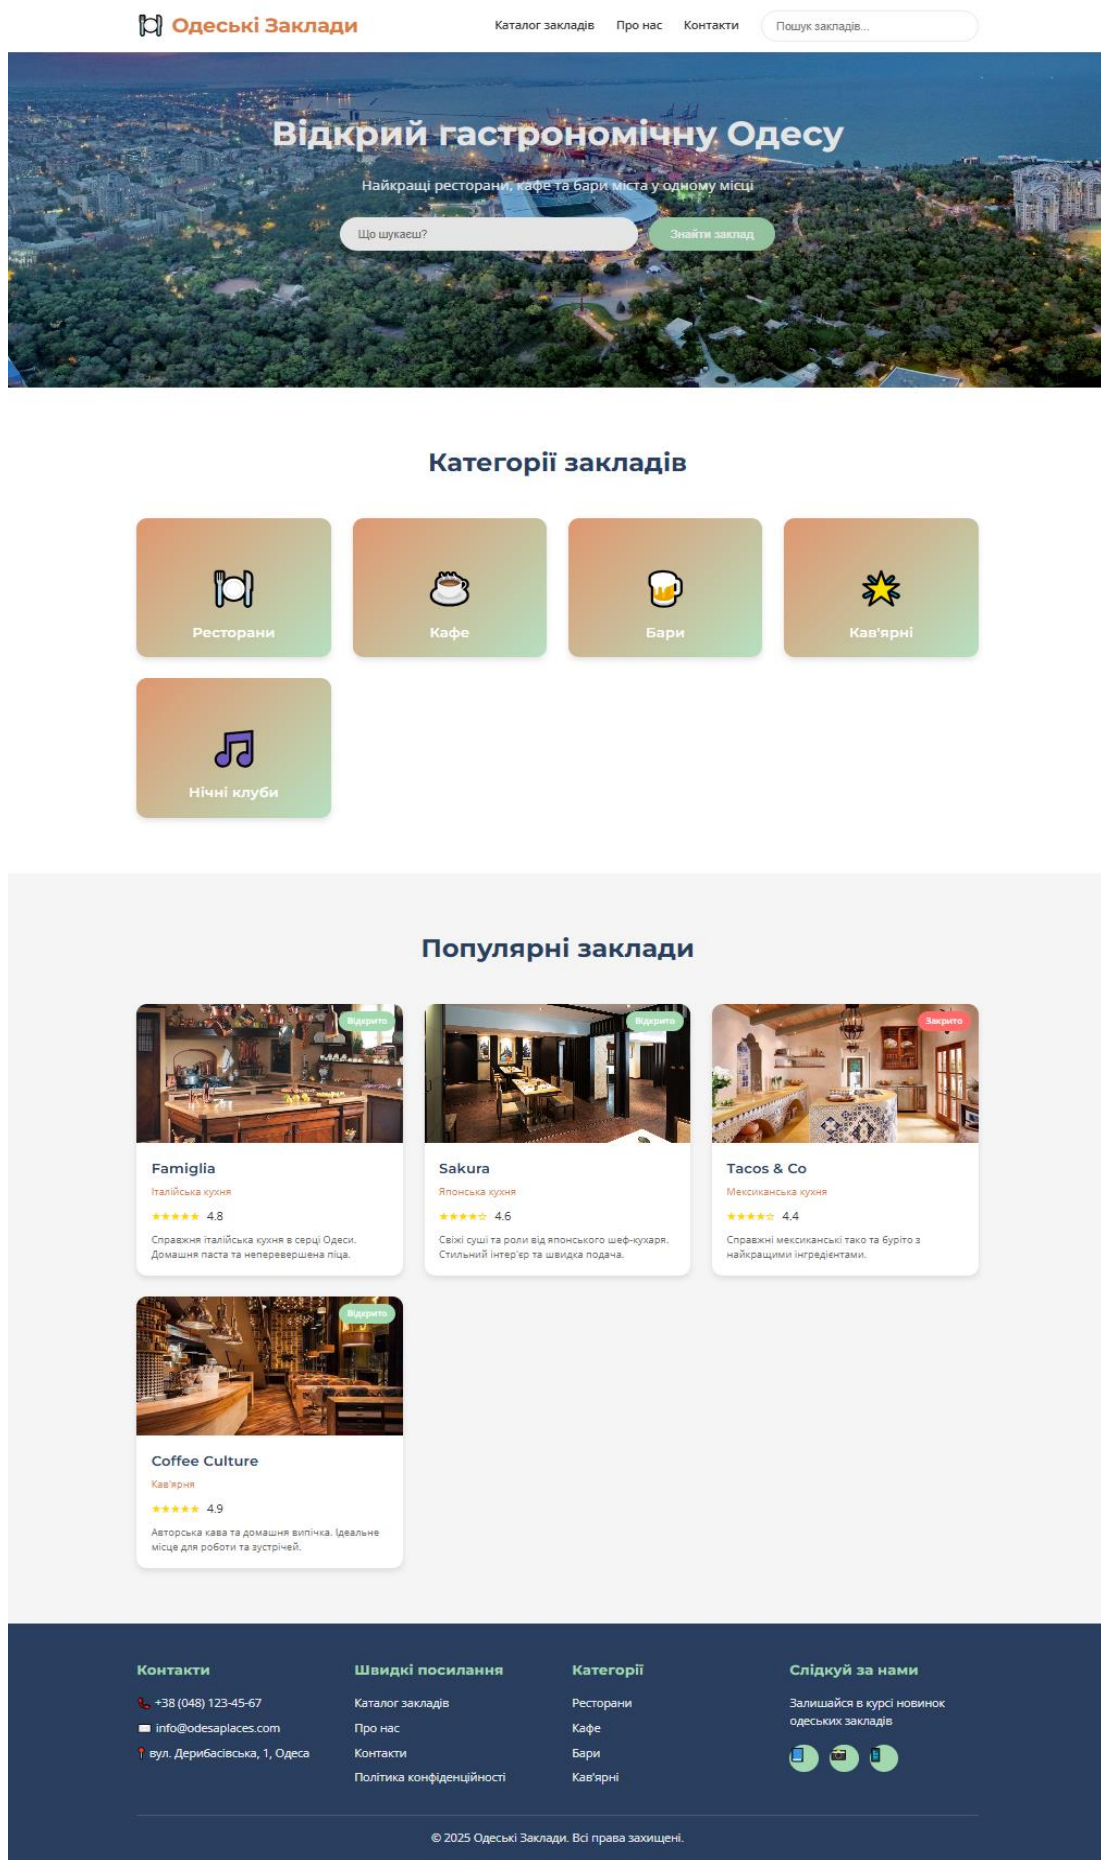 Одеські Заклади
Каталог закладів
Про нас
Контакти
Пошук закладів...
Відкрий гастрономічну Одесу
Найкращі ресторани, кафе та бари міста у одному місці
Що шукаєш?
Знайти заклад
Категорії закладів
Ресторани
Кафе
Бари
Кав'ярні
Нічні клуби
Популярні заклади
Відкрито
Famiglia
Італійська кухня
★★★★★ 4.8
Справжня італійська кухня в серці Одеси.
Домашня паста та неперевершена піца.
Відкрито
Sakura
Японська кухня
★★★★☆ 4.6
Свіжі суші та роли від японського шеф-кухаря.
Стильний інтер'єр та швидка подача.
Закрито
Tacos & Co
Мексиканська кухня
★★★★☆ 4.4
Справжні мексиканські тако та буріто з
найкращими інгредієнтами.
Відкрито
Coffee Culture
Кав'ярня
★★★★★ 4.9
Авторська кава та домашня випічка. Ідеальне
місце для роботи та зустрічей.
Контакти
+38 (048) 123-45-67
info@odesaplaces.com
вул. Дерибасівська, 1, Одеса
Швидкі посилання
Каталог закладів
Про нас
Контакти
Політика конфіденційності
Категорії
Ресторани
Кафе
Бари
Кав'ярні
Слідкуй за нами
Залишайся в курсі новинок
одеських закладів
© 2025 Одеські Заклади. Всі права захищені.